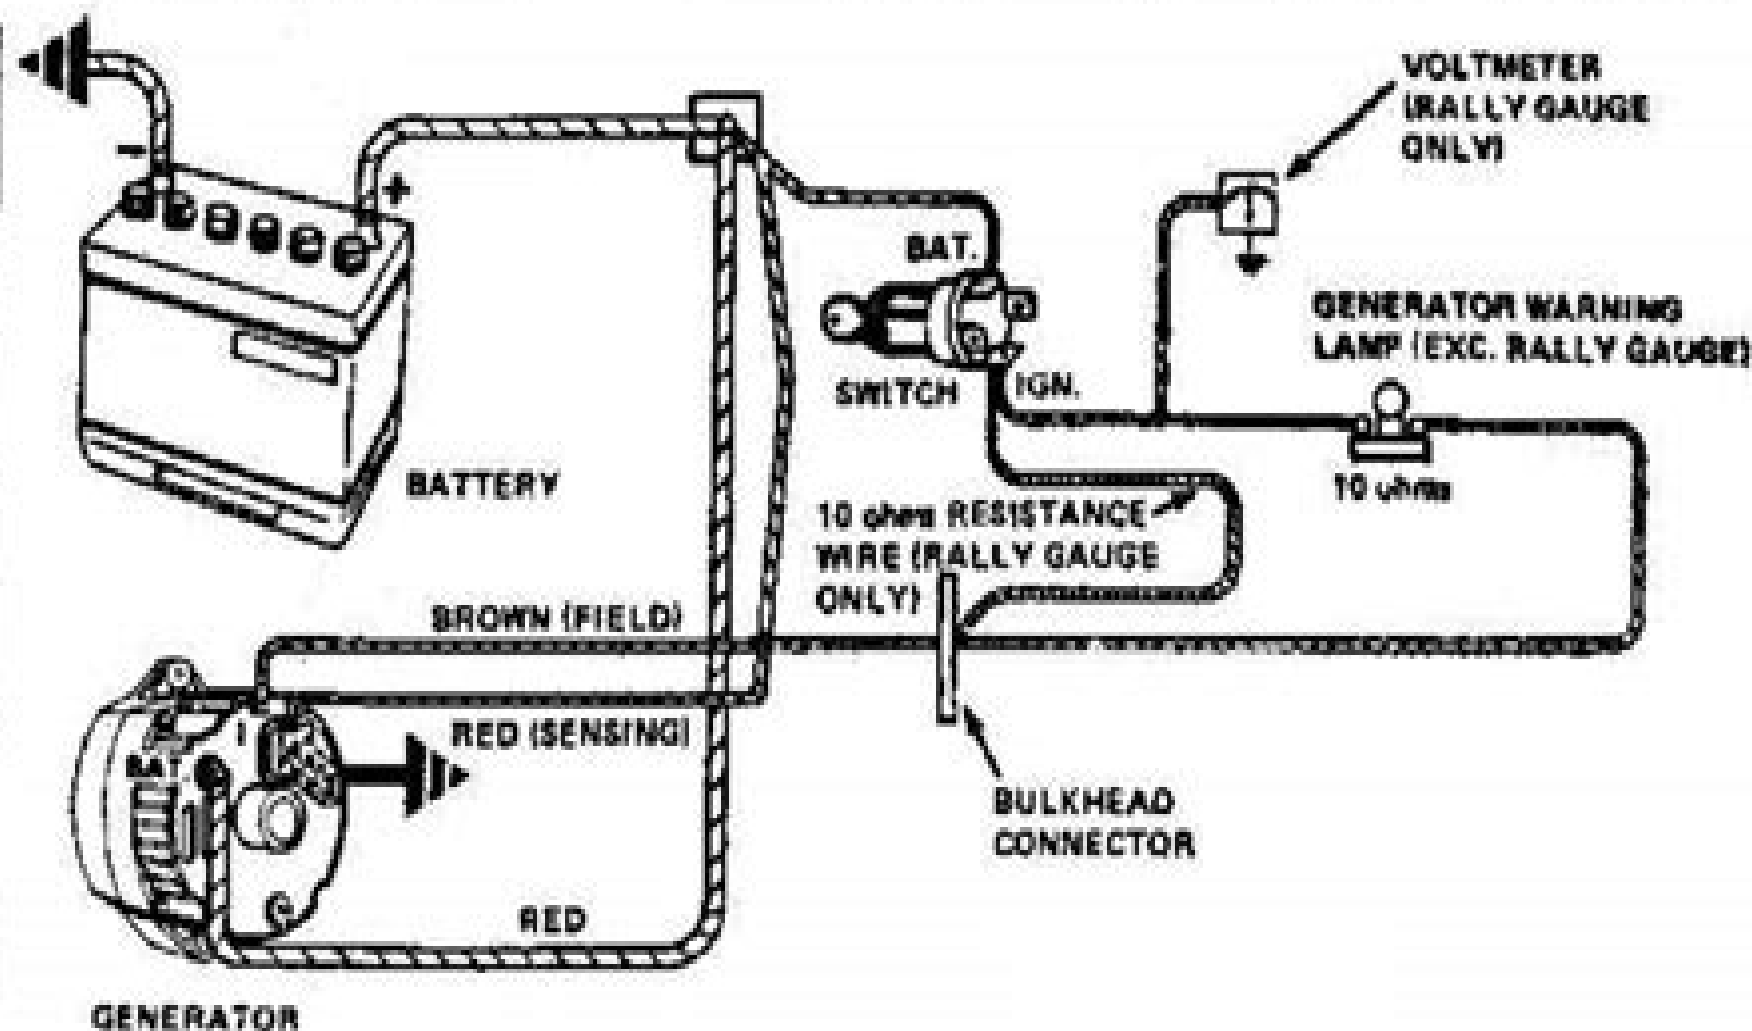 VOLTMETER
(RALLY GAUGE
ONLY)
-
+
BAT.
GENERATOR WARNING
LAMP (EXC. RALLY GAUGE)
SWITCH
IGN.
BATTERY
10 ohms
10 ohms RESISTANCE
WIRE (RALLY GAUGE
ONLY)
BROWN (FIELD)
RED (SENSING)
BAT.
1
BULKHEAD
CONNECTOR
RED
GENERATOR